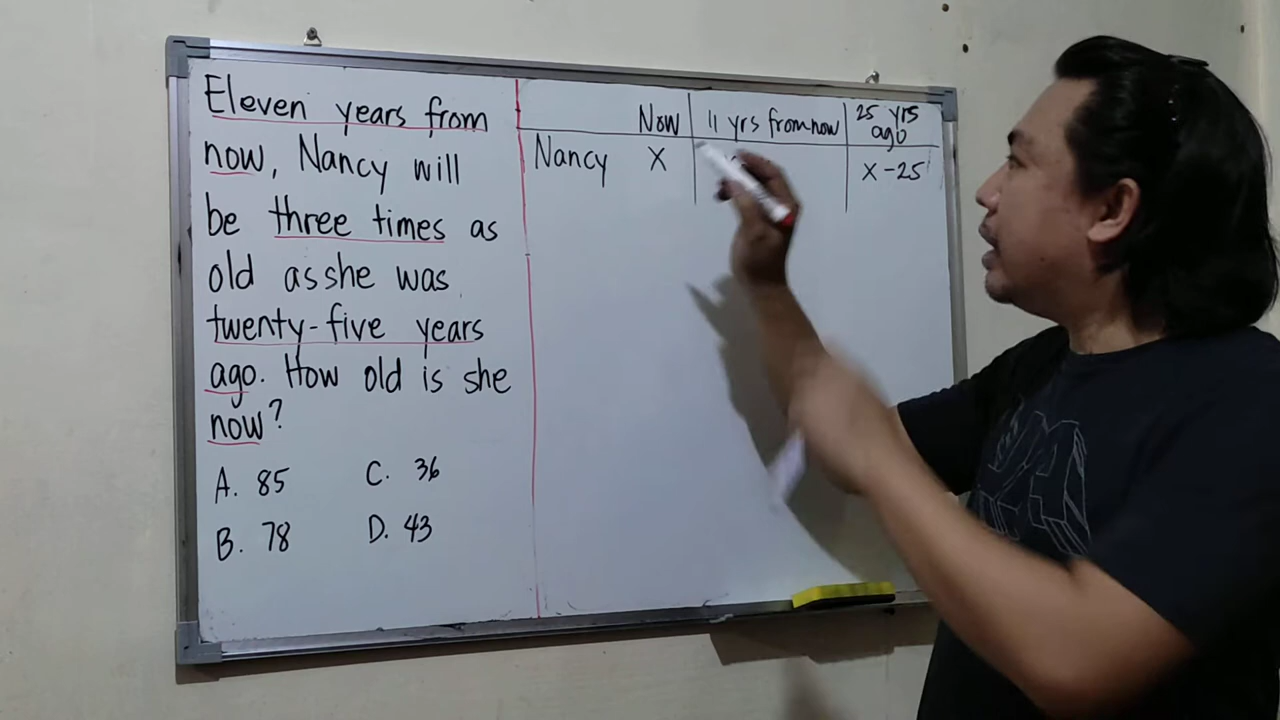 Eleven years from
now, Nancy will
be three times as
old as she was
twenty-five years
ago. How old is she
now?
A. 85 C. 36
B. 78 D. 43
Now 11 yrs from now 25 yrs
ago
Nancy X X - 25